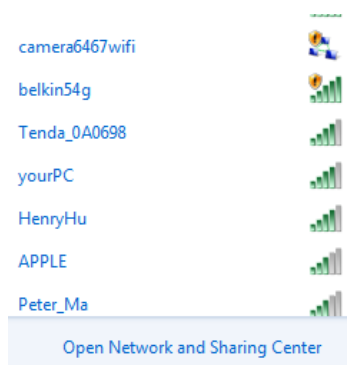 camera6467wifi
belkin54g
Tenda_0A0698
yourPC
HenryHu
APPLE
Peter_Ma
Open Network and Sharing Center